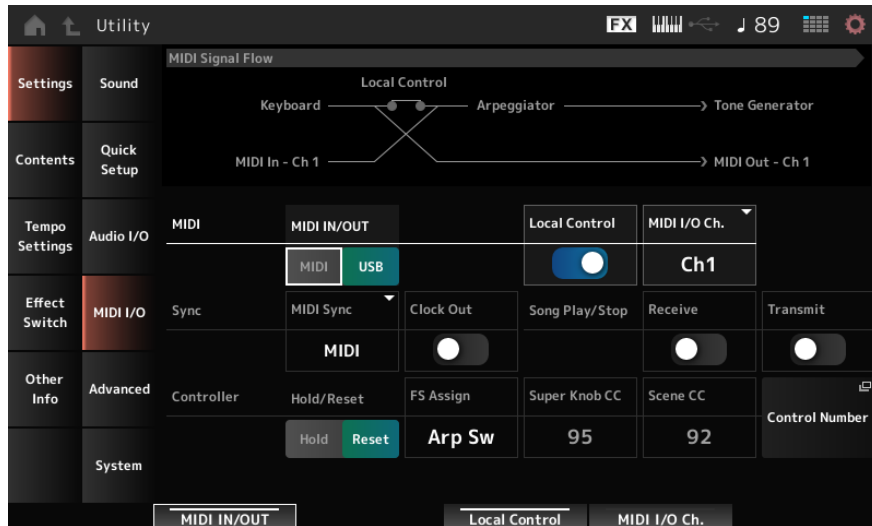 Utility
FX
♩ 89
Settings
Sound
Contents
Quick
Setup
Tempo
Settings
Audio I/O
Effect
Switch
MIDI I/O
Other
Info
Advanced
System
MIDI Signal Flow
Local Control
Keyboard
Arpeggiator
Tone Generator
MIDI In - Ch 1
MIDI Out - Ch 1
MIDI
MIDI IN/OUT
Local Control
MIDI I/O Ch.
MIDI
USB
Ch1
Sync
MIDI Sync
Clock Out
Song Play/Stop
Receive
Transmit
MIDI
Controller
Hold/Reset
FS Assign
Super Knob CC
Scene CC
Control Number
Hold
Reset
Arp Sw
95
92
MIDI IN/OUT
Local Control
MIDI I/O Ch.